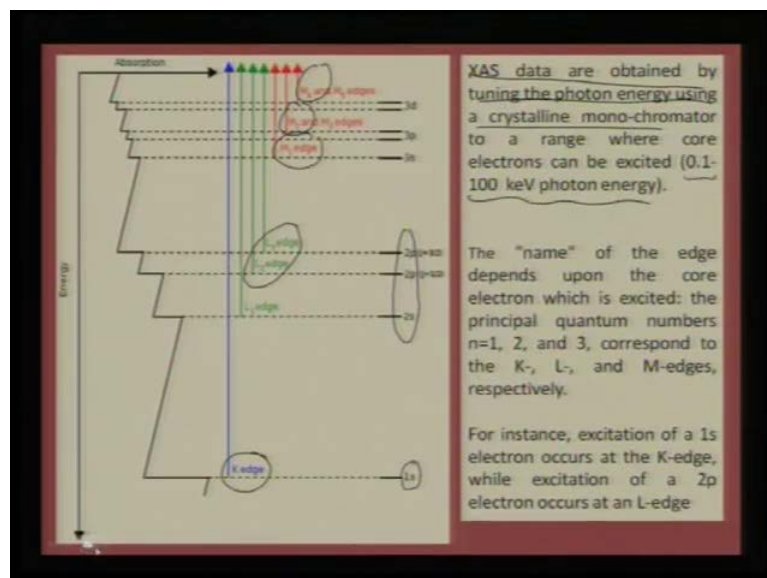 Absorption
M4 and M5 edges
3d
M2 and M3 edges
3p
M1 edge
3s
L3 edge
2p
L2 edge
2p
Energy
L1 edge
2s
K edge
1s
XAS data are obtained by
tuning the photon energy using
a crystalline mono-chromator
to a range where core
electrons can be excited (0.1-
100 keV photon energy).
The "name" of the edge
depends upon the core
electron which is excited: the
principal quantum numbers
n=1, 2, and 3, correspond to
the K-, L-, and M-edges,
respectively.
For instance, excitation of a 1s
electron occurs at the K-edge,
while excitation of a 2p
electron occurs at an L-edge